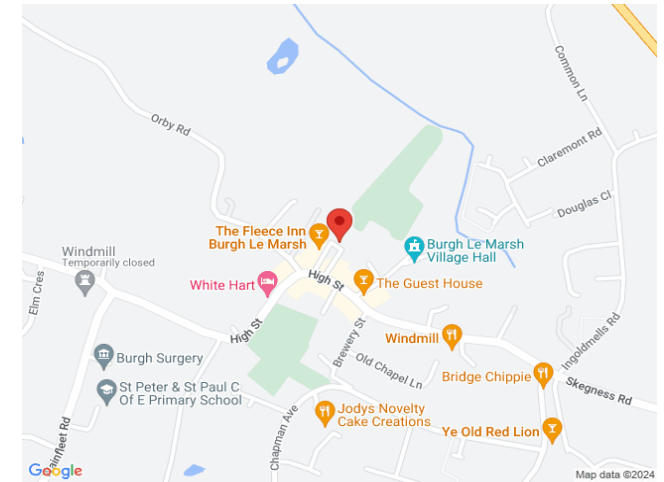 Common Ln
Orby Rd
Claremont Rd
Douglas Cl
The Fleece Inn
Burgh Le Marsh
Burgh Le Marsh
Village Hall
Windmill
Temporarily closed
Elm Cres
White Hart
High St
The Guest House
High St
Brewery St
Windmill
Ingoldmells Rd
Burgh Surgery
Old Chapel Ln
Bridge Chippie
Skegness Rd
St Peter & St Paul C
Of E Primary School
Jodys Novelty
Cake Creations
Chapman Ave
Ye Old Red Lion
ainfleet Rd
Google
Map data ©2024